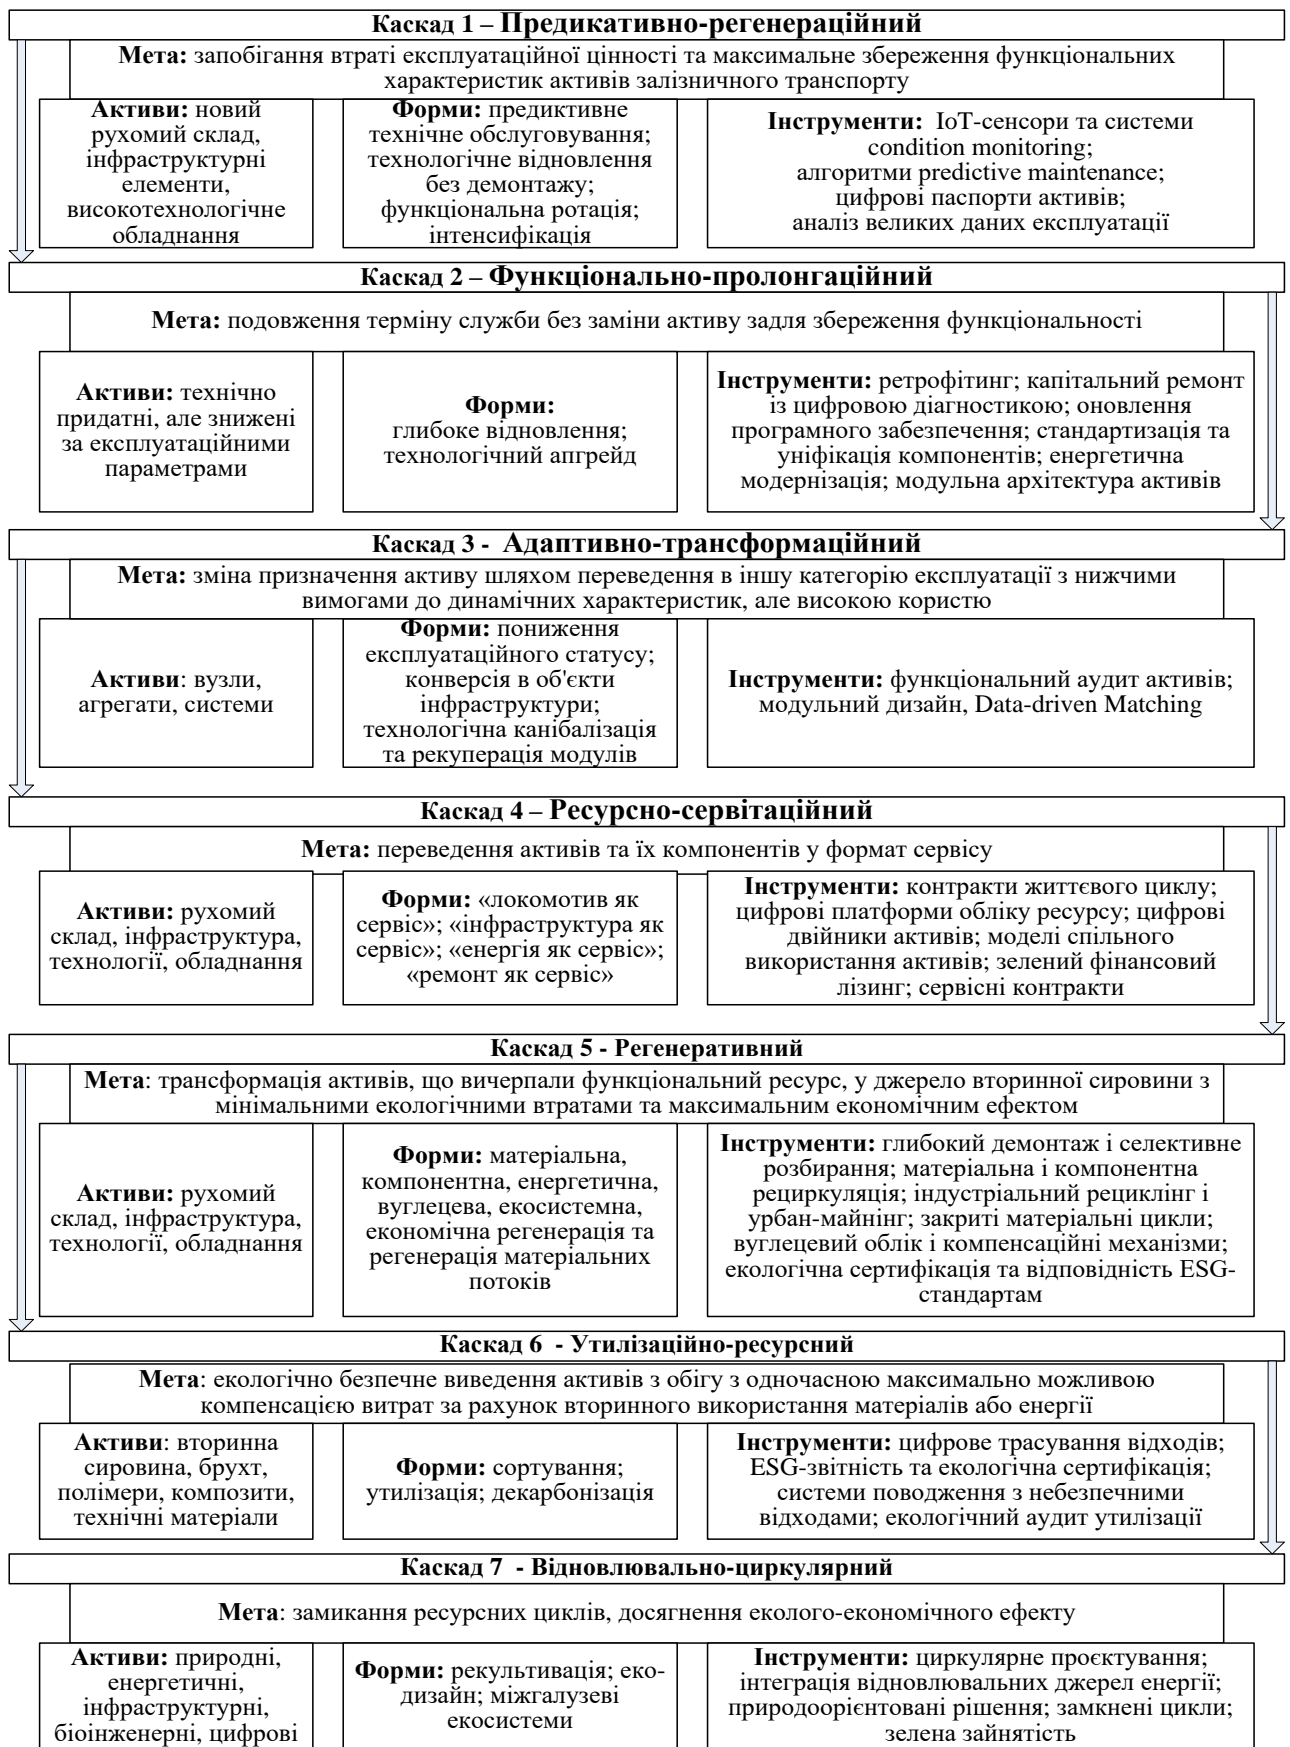 Каскад 1 – Предикативно-регенераційний
Мета: запобігання втраті експлуатаційної цінності та максимальне збереження функціональних
характеристик активів залізничного транспорту
Активи: новий
рухомий склад,
інфраструктурні
елементи,
високотехнологічне
обладнання
Форми: предиктивне
технічне обслуговування;
технологічне відновлення
без демонтажу;
функціональна ротація;
інтенсифікація
Інструменти: IoT-сенсори та системи
condition monitoring;
алгоритми predictive maintenance;
цифрові паспорти активів;
аналіз великих даних експлуатації
Каскад 2 – Функціонально-пролонгаційний
Мета: подовження терміну служби без заміни активу задля збереження функціональності
Активи: технічно
придатні, але знижені
за експлуатаційними
параметрами
Форми:
глибоке відновлення;
технологічний апгрейд
Інструменти: ретрофітинг; капітальний ремонт
із цифровою діагностикою; оновлення
програмного забезпечення; стандартизація та
уніфікація компонентів; енергетична
модернізація; модульна архітектура активів
Каскад 3 - Адаптивно-трансформаційний
Мета: зміна призначення активу шляхом переведення в іншу категорію експлуатації з нижчими
вимогами до динамічних характеристик, але високою користю
Активи: вузли,
агрегати, системи
Форми: пониження
експлуатаційного статусу;
конверсія в об'єкти
інфраструктури;
технологічна канібалізація
та рекуперація модулів
Інструменти: функціональний аудит активів;
модульний дизайн, Data-driven Matching
Каскад 4 – Ресурсно-сервітаційний
Мета: переведення активів та їх компонентів у формат сервісу
Активи: рухомий
склад, інфраструктура,
технології, обладнання
Форми: «локомотив як
сервіс»; «інфраструктура як
сервіс»; «енергія як сервіс»;
«ремонт як сервіс»
Інструменти: контракти життєвого циклу;
цифрові платформи обліку ресурсу; цифрові
двійники активів; моделі спільного
використання активів; зелений фінансовий
лізинг; сервісні контракти
Каскад 5 - Регенеративний
Мета: трансформація активів, що вичерпали функціональний ресурс, у джерело вторинної сировини з
мінімальними екологічними втратами та максимальним економічним ефектом
Активи: рухомий
склад, інфраструктура,
технології, обладнання
Форми: матеріальна,
компонентна, енергетична,
вуглецева, екосистемна,
економічна регенерація та
регенерація матеріальних
потоків
Інструменти: глибокий демонтаж і селективне
розбирання; матеріальна і компонентна
рециркуляція; індустріальний рециклінг і
урбан-майнінг; закриті матеріальні цикли;
вуглецевий облік і компенсаційні механізми;
екологічна сертифікація та відповідність ESG-
стандартам
Каскад 6 - Утилізаційно-ресурсний
Мета: екологічно безпечне виведення активів з обігу з одночасною максимально можливою
компенсацією витрат за рахунок вторинного використання матеріалів або енергії
Активи: вторинна
сировина, брухт,
полімери, композити,
технічні матеріали
Форми: сортування;
утилізація; декарбонізація
Інструменти: цифрове трасування відходів;
ESG-звітність та екологічна сертифікація;
системи поводження з небезпечними
відходами; екологічний аудит утилізації
Каскад 7 - Відновлювально-циркулярний
Мета: замикання ресурсних циклів, досягнення еколого-економічного ефекту
Активи: природні,
енергетичні,
інфраструктурні,
біоінженерні, цифрові
Форми: рекультивація; еко-
дизайн; міжгалузеві
екосистеми
Інструменти: циркулярне проєктування;
інтеграція відновлювальних джерел енергії;
природоорієнтовані рішення; замкнені цикли;
зелена зайнятість